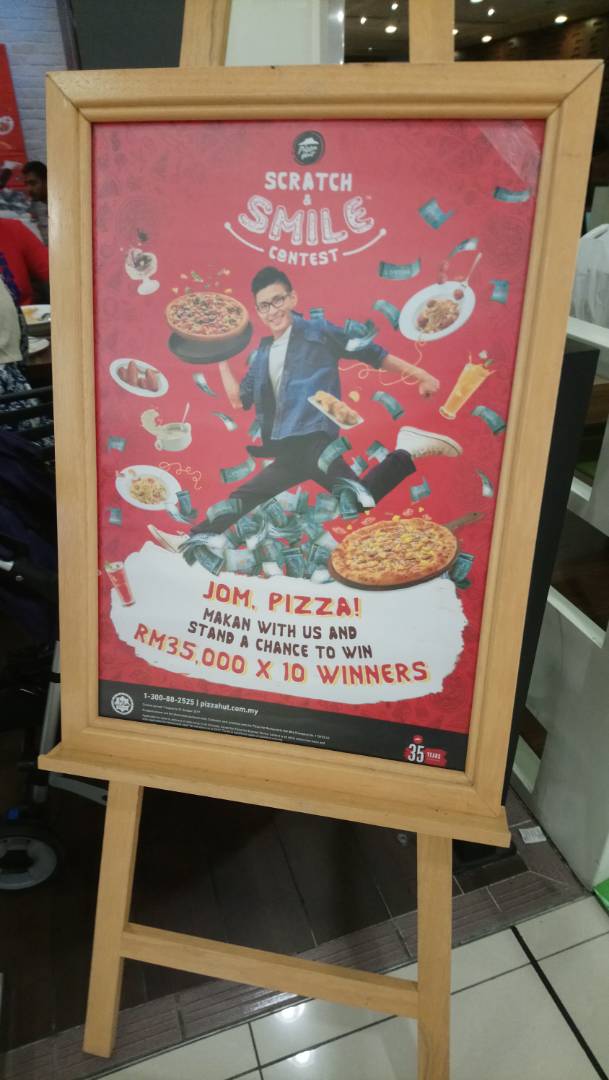 Pizza
Hut
SCRATCH
&
SMILE
CONTEST
JOM, PIZZA!
MAKAN WITH US AND
STAND A CHANCE TO WIN
RM35,000 X 10 WINNERS
1-300-88-2525 | pizzahut.com.my
35 YEARS